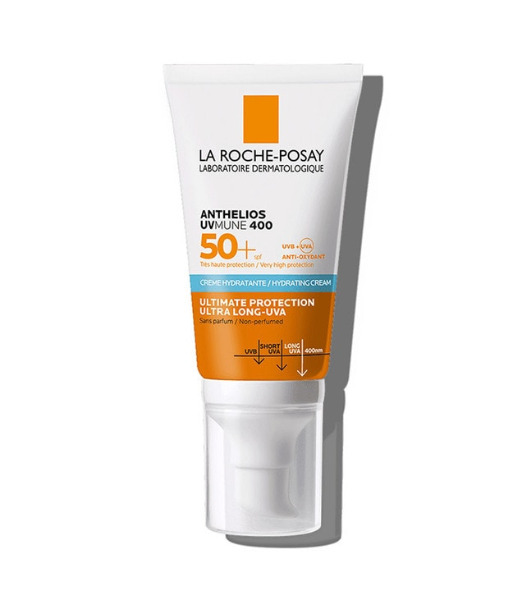 LA ROCHE-POSAY
LABORATOIRE DERMATOLOGIQUE
ANTHELIOS
UVMUNE 400
50+ spf
UVB + UVA
ANTI-OXYDANT
Très haute protection / Very high protection
CRÈME HYDRATANTE / HYDRATING CREAM
ULTIMATE PROTECTION
ULTRA LONG-UVA
Sans parfum / Non-perfumed
UVB
SHORT UVA
LONG UVA
400nm